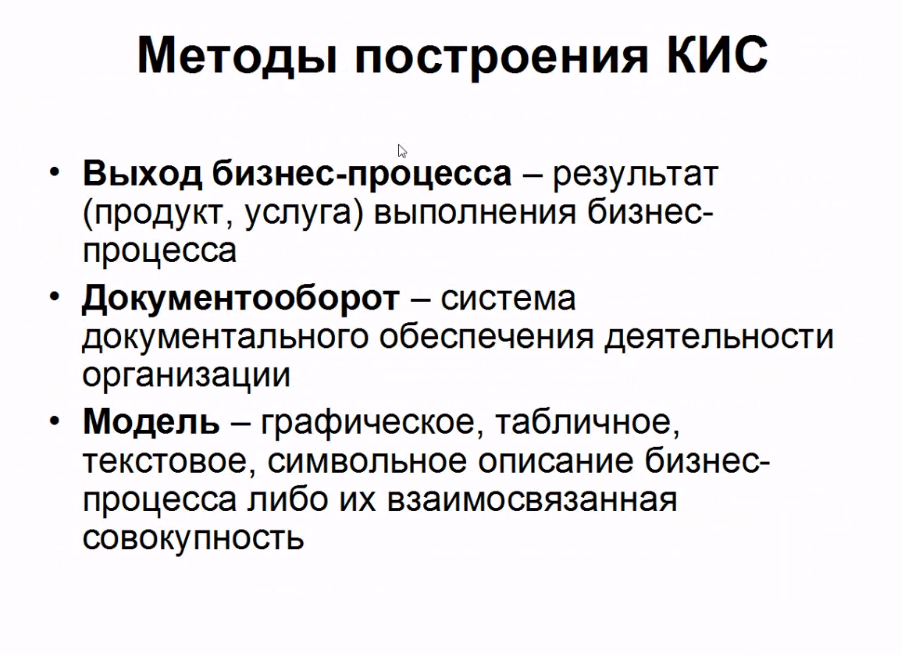 Методы построения КИС
• Выход бизнес-процесса – результат
(продукт, услуга) выполнения бизнес-
процесса
• Документооборот – система
документального обеспечения деятельности
организации
• Модель – графическое, табличное,
текстовое, символьное описание бизнес-
процесса либо их взаимосвязанная
совокупность